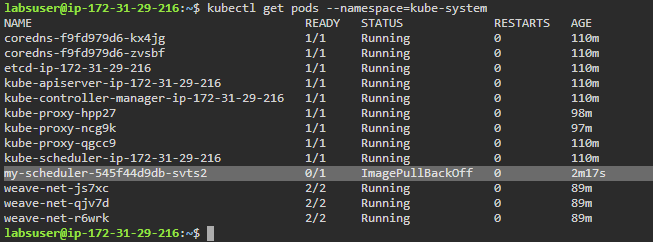 labsuser@ip-172-31-29-216:~$ kubectl get pods --namespace=kube-system
NAME READY STATUS RESTARTS AGE
coredns-f9fd979d6-kx4jg 1/1 Running 0 110m
coredns-f9fd979d6-zvsbf 1/1 Running 0 110m
etcd-ip-172-31-29-216 1/1 Running 0 110m
kube-apiserver-ip-172-31-29-216 1/1 Running 0 110m
kube-controller-manager-ip-172-31-29-216 1/1 Running 0 110m
kube-proxy-hpp27 1/1 Running 0 98m
kube-proxy-ncg9k 1/1 Running 0 97m
kube-proxy-qgcc9 1/1 Running 0 110m
kube-scheduler-ip-172-31-29-216 1/1 Running 0 110m
my-scheduler-545f44d9db-svts2 0/1 ImagePullBackOff 0 2m17s
weave-net-js7xc 2/2 Running 0 89m
weave-net-qjv7d 2/2 Running 0 89m
weave-net-r6wrk 2/2 Running 0 89m
labsuser@ip-172-31-29-216:~$